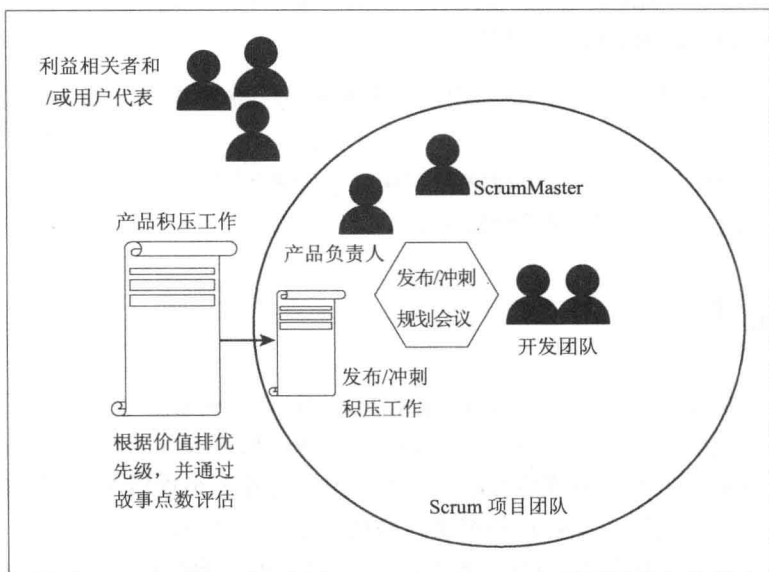 利益相关者和
/或用户代表
ScrumMaster
产品积压工作
产品负责人
发布/冲刺
规划会议
开发团队
发布/冲刺
积压工作
根据价值排优
先级，并通过
故事点数评估
Scrum 项目团队